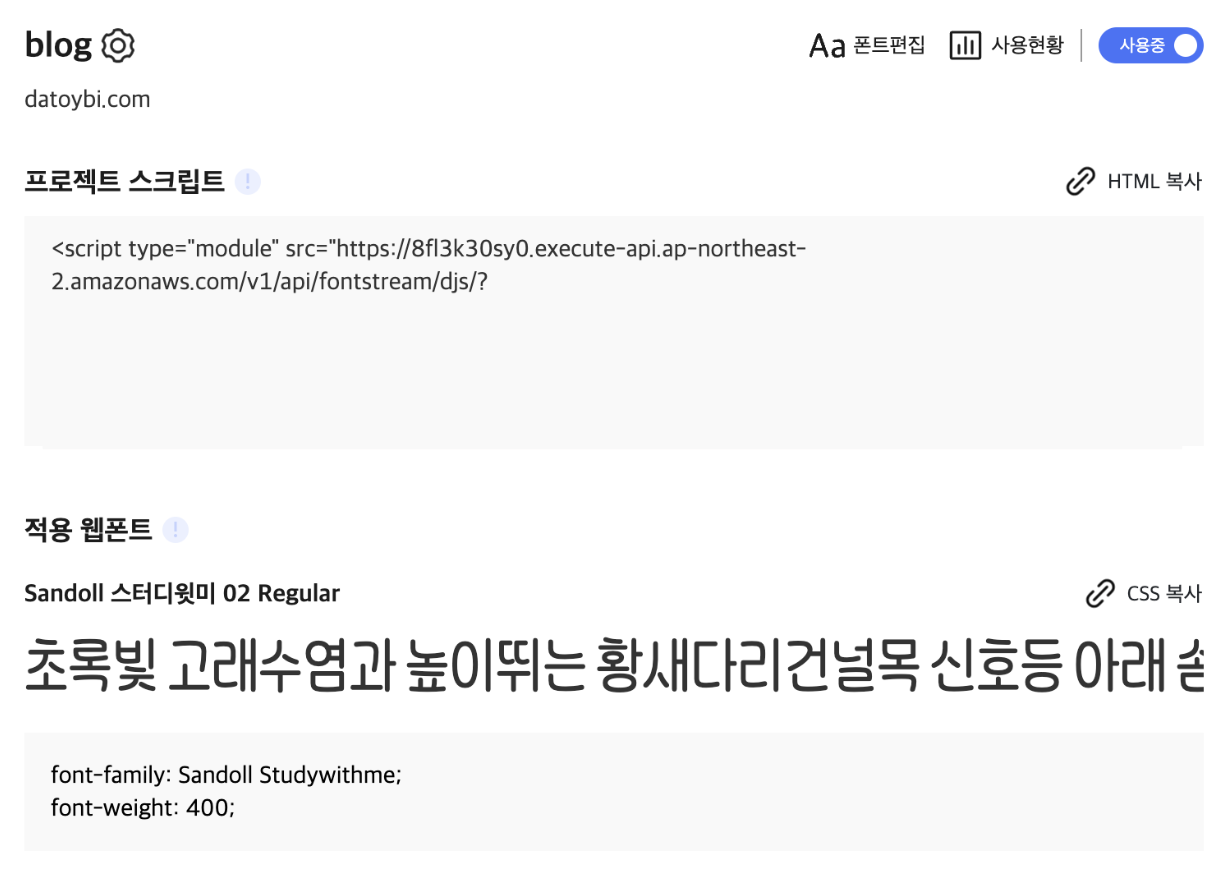 blog
Aa 폰트편집 사용현황 사용중
datoybi.com
프로젝트 스크립트 !
HTML 복사
<script type="module" src="https://8fl3k30sy0.execute-api.ap-northeast-
2.amazonaws.com/v1/api/fontstream/djs/?
적용 웹폰트 !
Sandoll 스터디윗미 02 Regular
CSS 복사
초록빛 고래수염과 높이뛰는 황새다리건널목 신호등 아래
font-family: Sandoll Studywithme;
font-weight: 400;